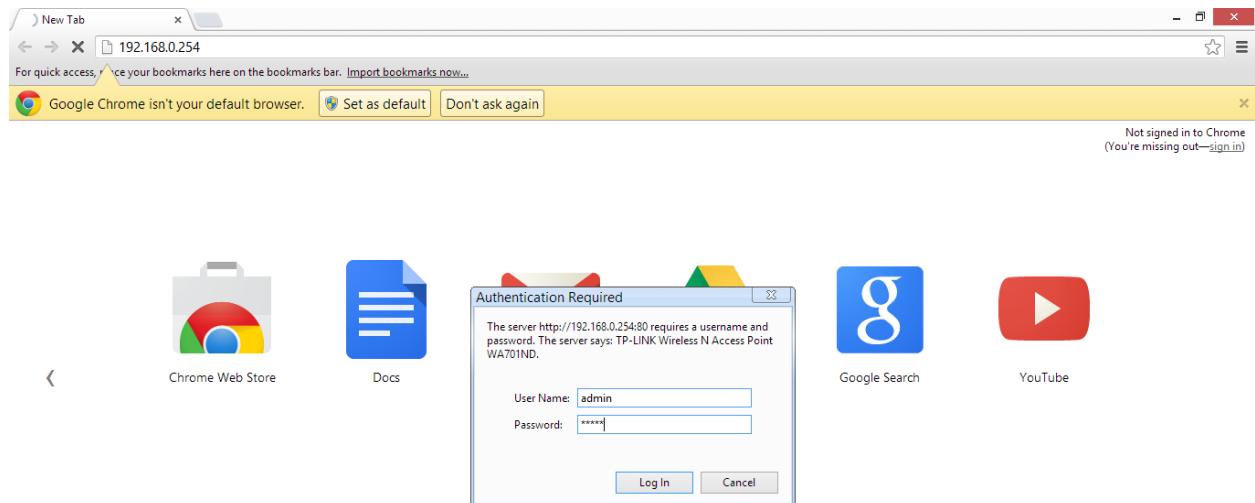 New Tab
192.168.0.254
For quick access, place your bookmarks here on the bookmarks bar. Import bookmarks now...
Google Chrome isn't your default browser. Set as default Don't ask again
Not signed in to Chrome
(You're missing out—sign in)
Authentication Required
The server http://192.168.0.254:80 requires a username and
password. The server says: TP-LINK Wireless N Access Point
WA701ND.
User Name: admin
Password: *****
Log In Cancel
Chrome Web Store Docs Google Search YouTube